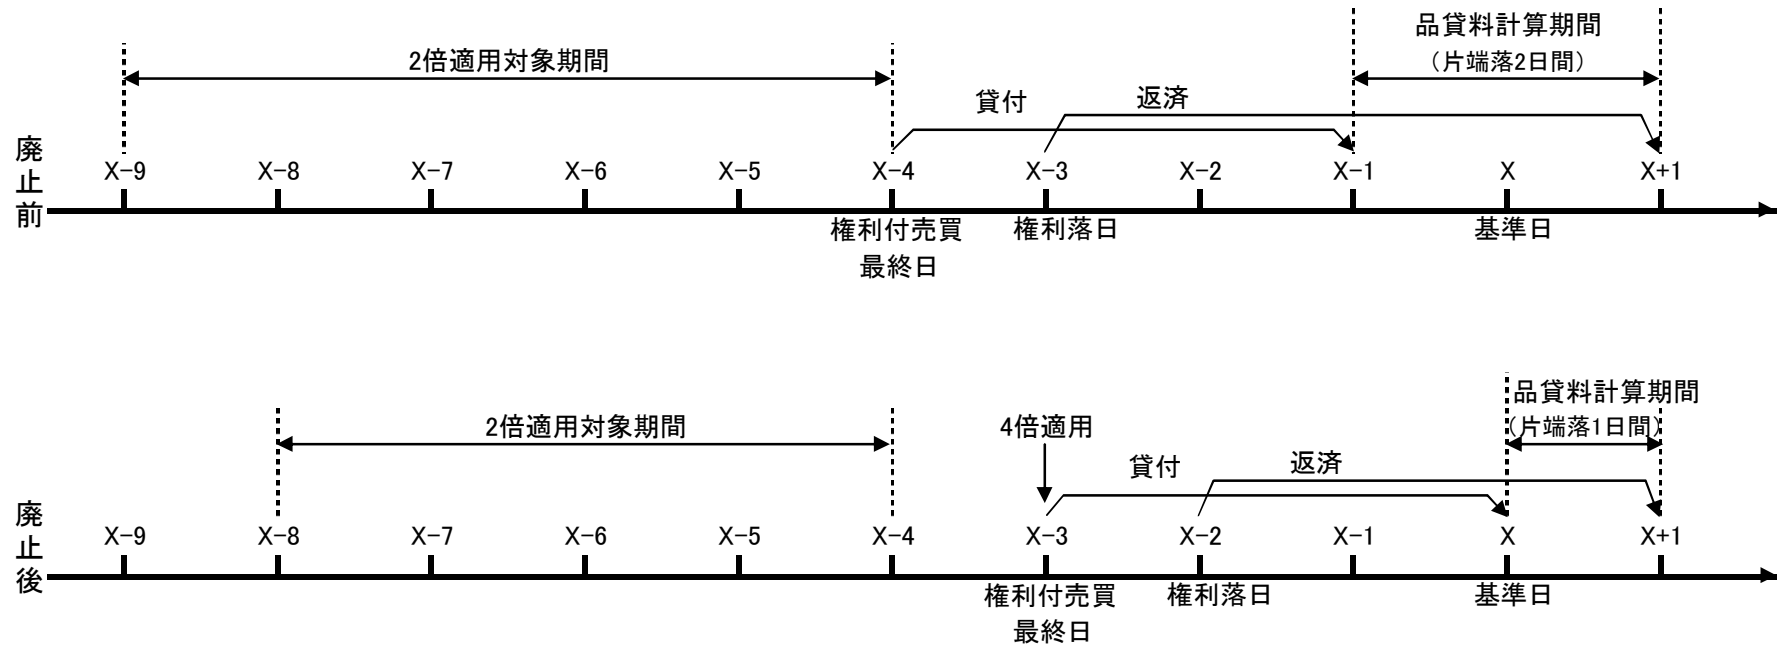 品貸料計算期間
2倍適用対象期間
（片端落2日間）
貸付
返済
廃止前
X−9
X−8
X−7
X−6
X−5
X−4
X−3
X−2
X−1
X
X+1
権利付売買
最終日
権利落日
基準日
品貸料計算期間
2倍適用対象期間
4倍適用
（片端落1日間）
貸付
返済
廃止後
X−9
X−8
X−7
X−6
X−5
X−4
X−3
X−2
X−1
X
X+1
権利付売買
最終日
権利落日
基準日